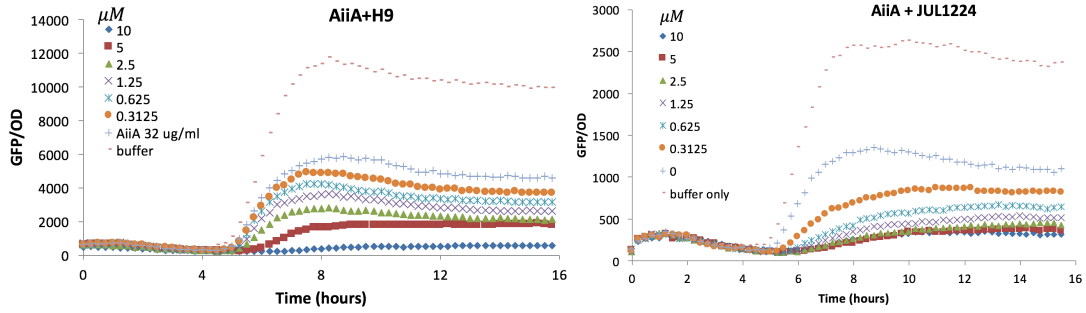 AiiA+H9
μM
10
5
2.5
1.25
0.625
0.3125
AiiA 32 ug/ml
buffer
GFP/OD
14000
12000
10000
8000
6000
4000
2000
0
0 4 8 12 16
Time (hours)
AiiA + JUL1224
μM
10
5
2.5
1.25
0.625
0.3125
0
buffer only
GFP/OD
3000
2500
2000
1500
1000
500
0
0 2 4 6 8 10 12 14 16
Time (hours)